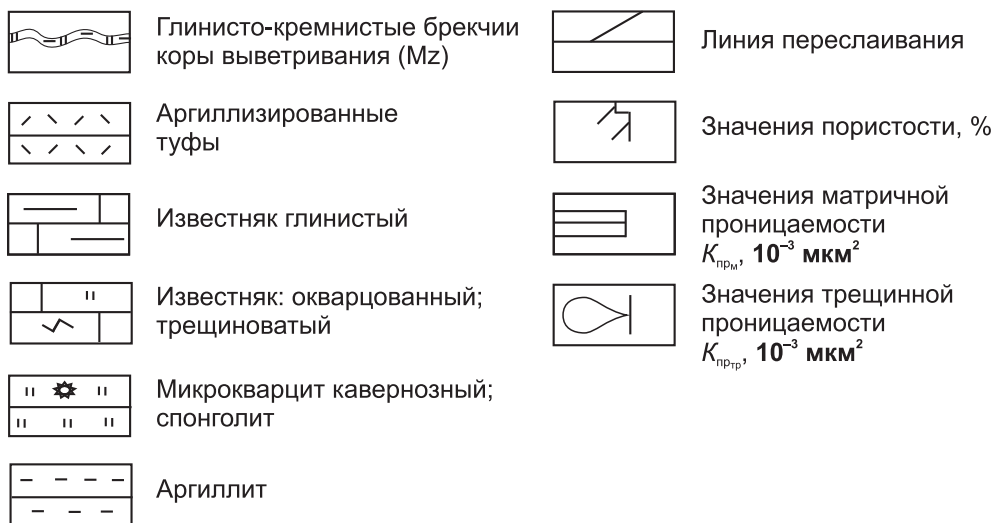 Глинисто-кремнистые брекчии
коры выветривания (Mz)
Аргиллизированные
туфы
Известняк глинистый
Известняк: окварцованный;
трещиноватый
Микрокварцит кавернозный;
спонголит
Аргиллит
Линия переслаивания
Значения пористости, %
Значения матричной
проницаемости
Kпрм, 10⁻³ мкм²
Значения трещинной
проницаемости
Kпртр, 10⁻³ мкм²